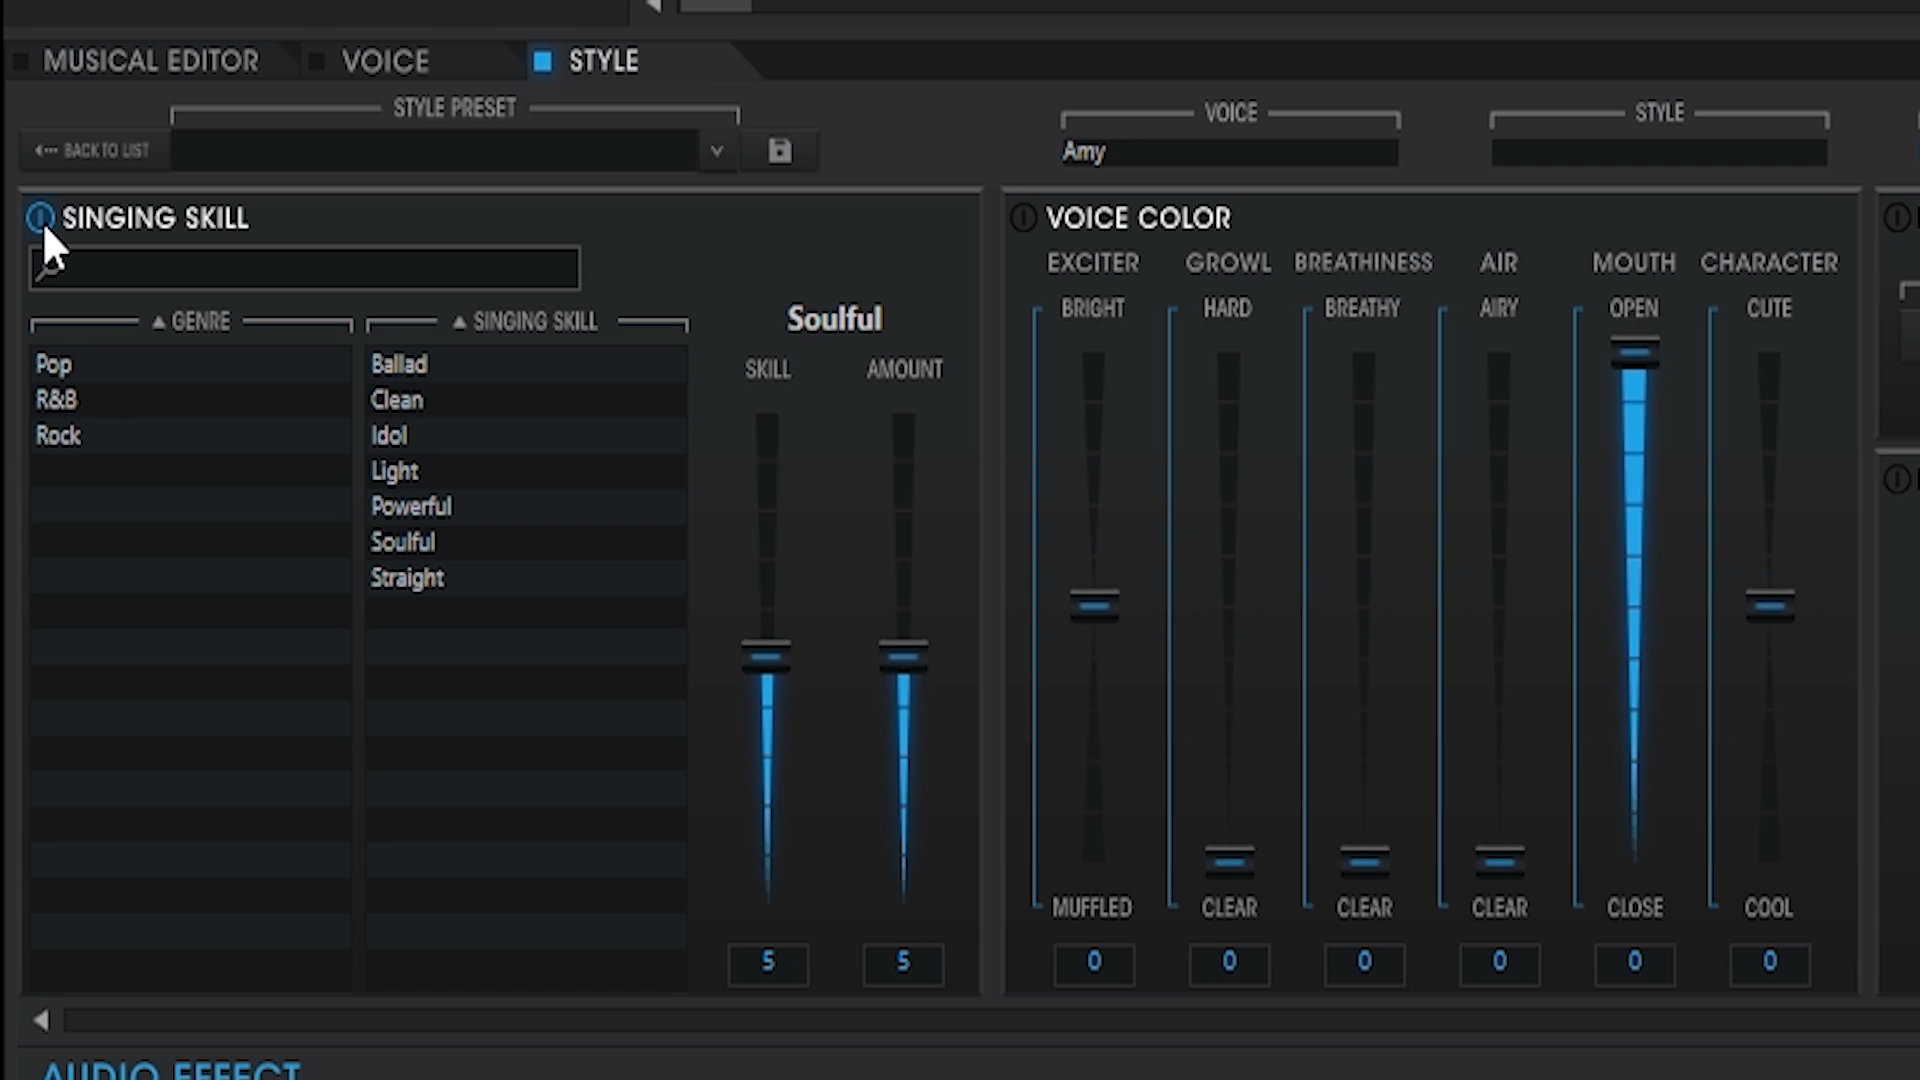 MUSICAL EDITOR VOICE STYLE
STYLE PRESET
BACK TO LIST
VOICE STYLE
Amy
SINGING SKILL
GENRE SINGING SKILL
Pop
R&B
Rock
Ballad
Clean
Idol
Light
Powerful
Soulful
Straight
Soulful
SKILL AMOUNT
5 5
VOICE COLOR
EXCITER GROWL BREATHINESS AIR MOUTH CHARACTER
BRIGHT HARD BREATHY AIRY OPEN CUTE
MUFFLED CLEAR CLEAR CLEAR CLOSE COOL
0 0 0 0 0 0
AUDIO EFFECT